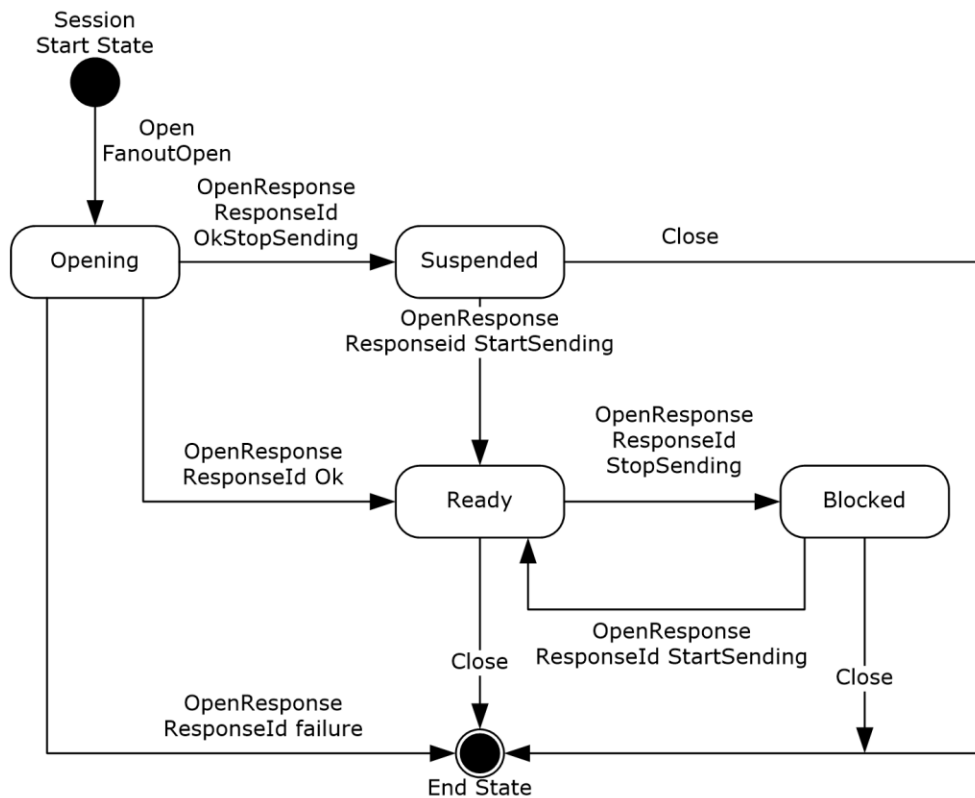 Session
Start State
Open
FanoutOpen
OpenResponse
ResponseId
OkStopSending
Close
Opening
Suspended
OpenResponse
Responseid StartSending
OpenResponse
ResponseId
StopSending
OpenResponse
ResponseId Ok
Ready
Blocked
OpenResponse
ResponseId StartSending
Close
Close
OpenResponse
ResponseId failure
End State